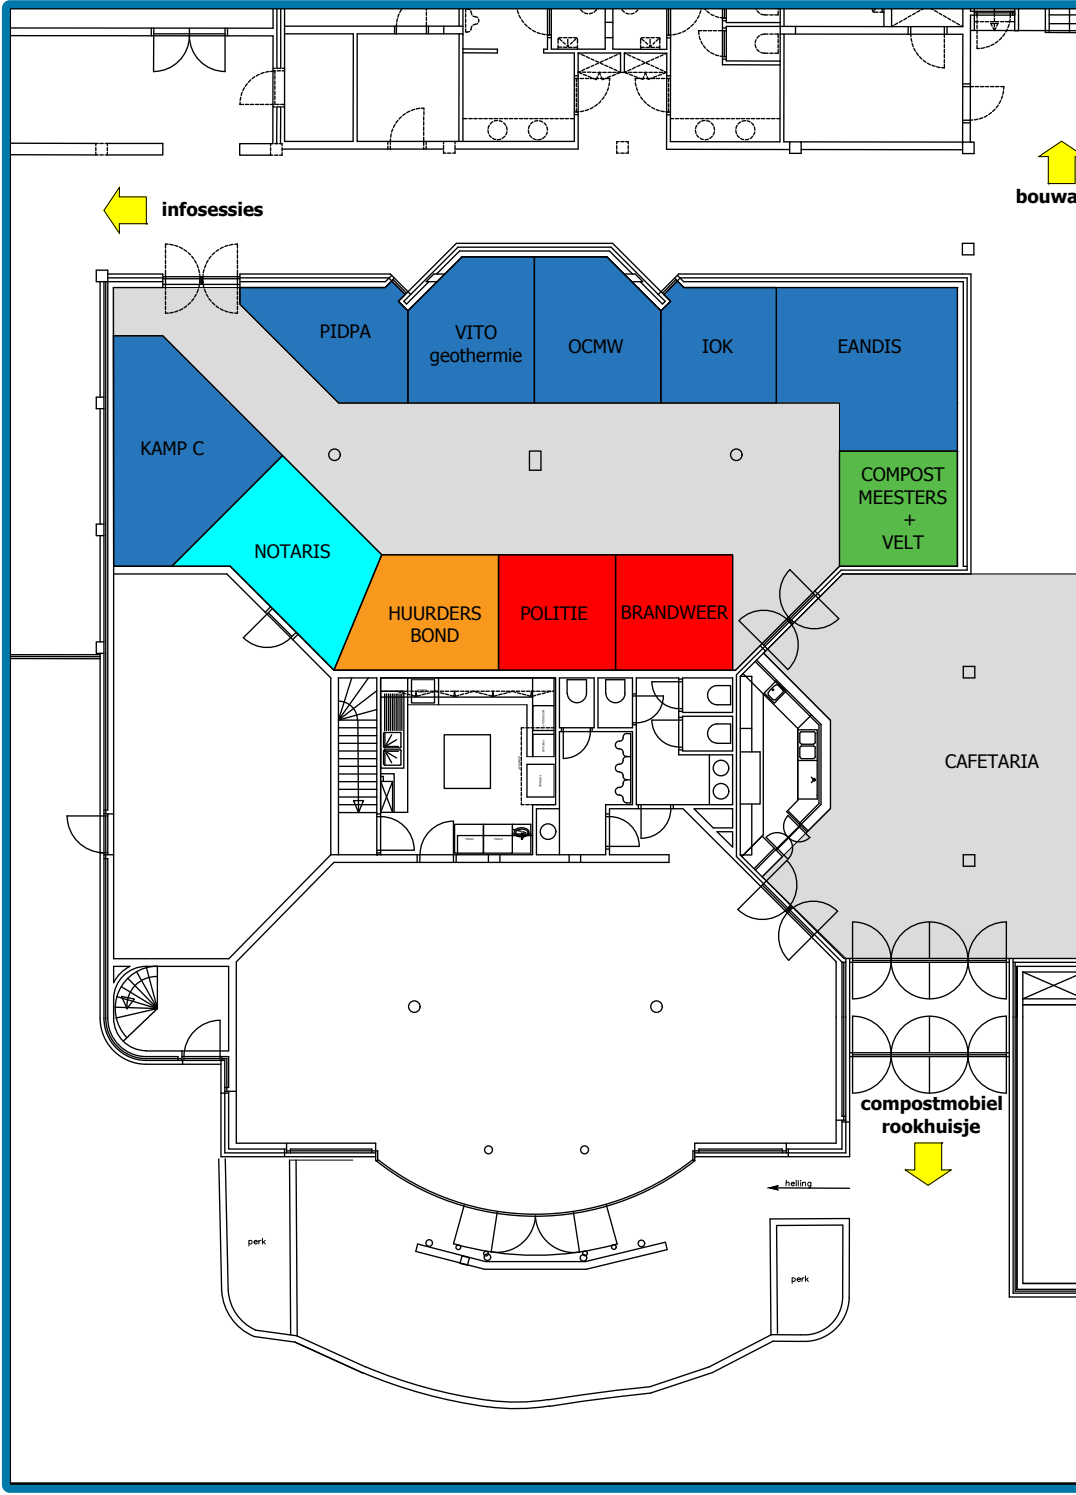 infosessies
bouwa
PIDPA
VITO
geothermie
OCMW
IOK
EANDIS
KAMP C
COMPOST
MEESTERS
+
VELT
NOTARIS
HUURDERS
BOND
POLITIE
BRANDWEER
CAFETARIA
compostmobiel
rookhuisje
helling
perk
perk